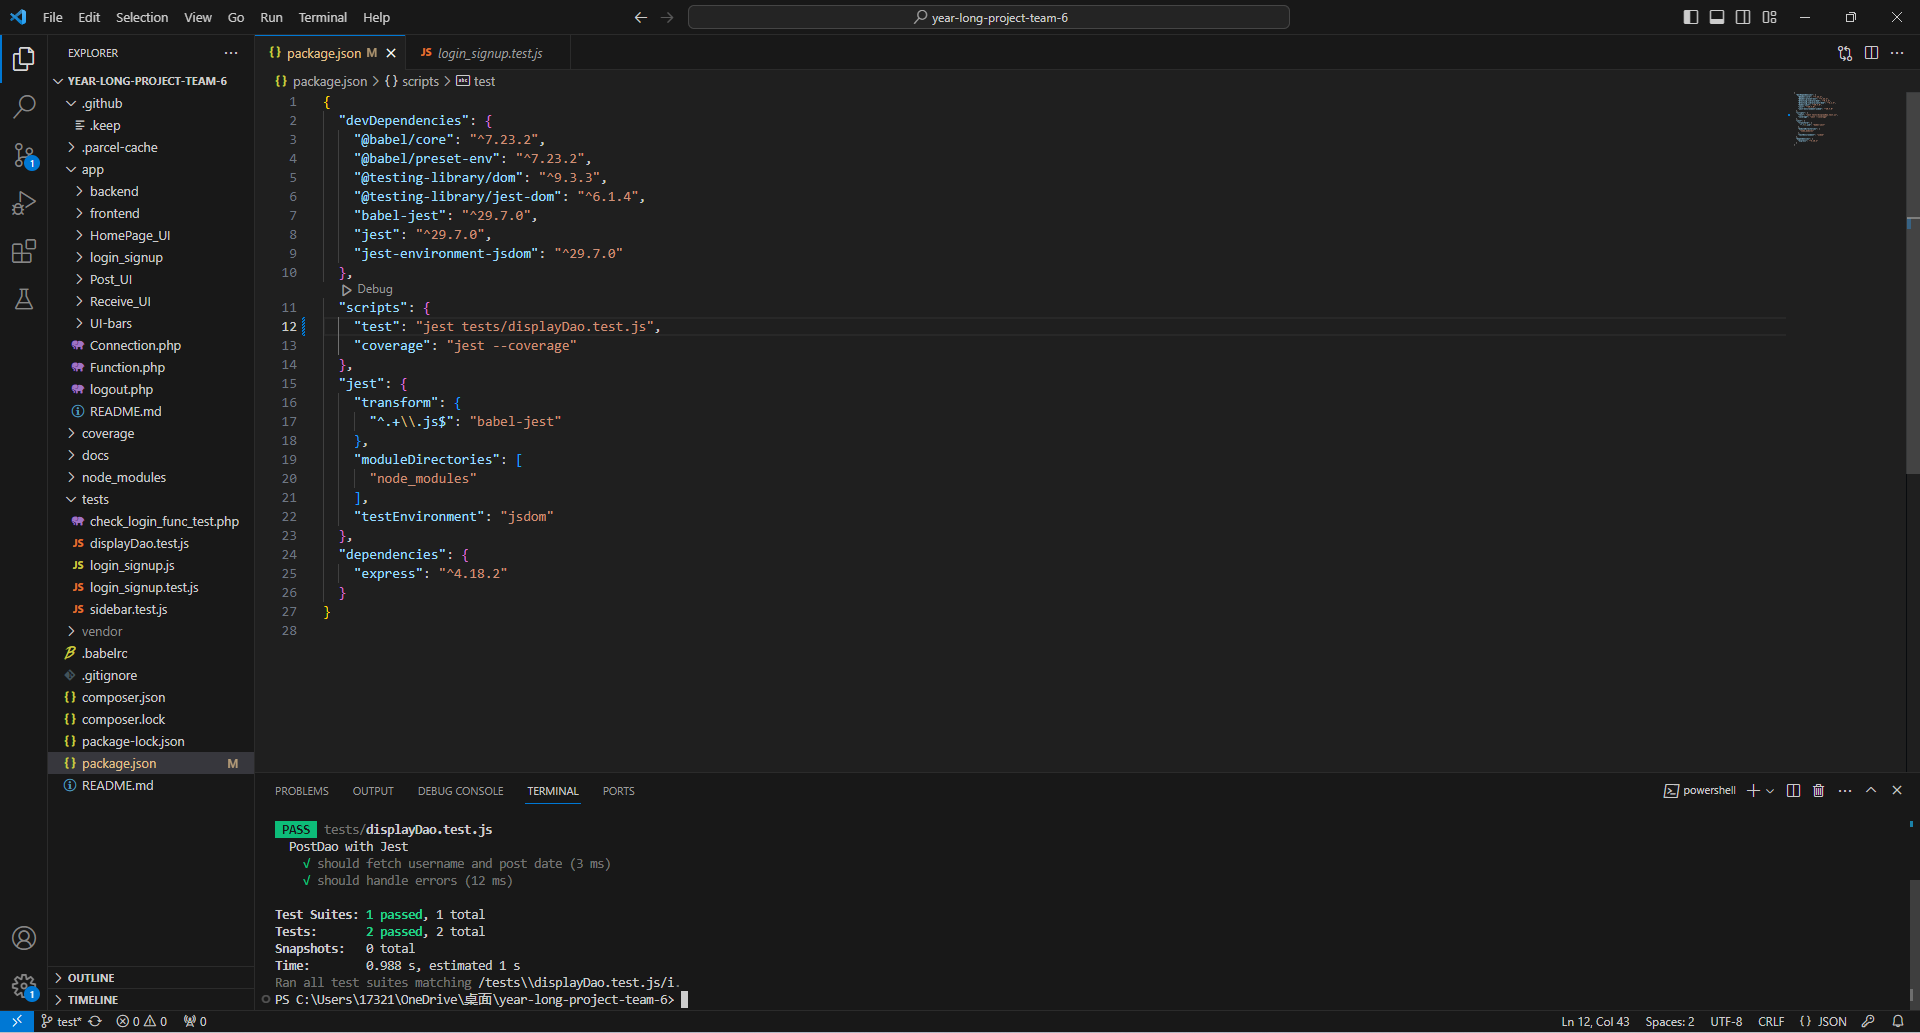 File Edit Selection View Go Run Terminal Help
year-long-project-team-6
EXPLORER
YEAR-LONG-PROJECT-TEAM-6
.github
.keep
.parcel-cache
app
backend
frontend
HomePage_UI
login_signup
Post_UI
Receive_UI
UI-bars
Connection.php
Function.php
logout.php
README.md
coverage
docs
node_modules
tests
check_login_func_test.php
displayDao.test.js
login_signup.js
login_signup.test.js
sidebar.test.js
vendor
.babelrc
.gitignore
composer.json
composer.lock
package-lock.json
package.json M
README.md
OUTLINE
TIMELINE
{} package.json M
JS login_signup.test.js
{} package.json > {} scripts > abc test
1 {
2 "devDependencies": {
3 "@babel/core": "^7.23.2",
4 "@babel/preset-env": "^7.23.2",
5 "@testing-library/dom": "^9.3.3",
6 "@testing-library/jest-dom": "^6.1.4",
7 "babel-jest": "^29.7.0",
8 "jest": "^29.7.0",
9 "jest-environment-jsdom": "^29.7.0"
10 },
Debug
11 "scripts": {
12 "test": "jest tests/displayDao.test.js",
13 "coverage": "jest --coverage"
14 },
15 "jest": {
16 "transform": {
17 "^.+\\.js$": "babel-jest"
18 },
19 "moduleDirectories": [
20 "node_modules"
21 ],
22 "testEnvironment": "jsdom"
23 },
24 "dependencies": {
25 "express": "^4.18.2"
26 }
27 }
28
PROBLEMS OUTPUT DEBUG CONSOLE TERMINAL PORTS
powershell
PASS tests/displayDao.test.js
PostDao with Jest
√ should fetch username and post date (3 ms)
√ should handle errors (12 ms)
Test Suites: 1 passed, 1 total
Tests: 2 passed, 2 total
Snapshots: 0 total
Time: 0.988 s, estimated 1 s
Ran all test suites matching /tests\\displayDao.test.js/i.
PS C:\Users\17321\OneDrive\桌面\year-long-project-team-6>
test* 0 0 0
Ln 12, Col 43 Spaces: 2 UTF-8 CRLF {} JSON